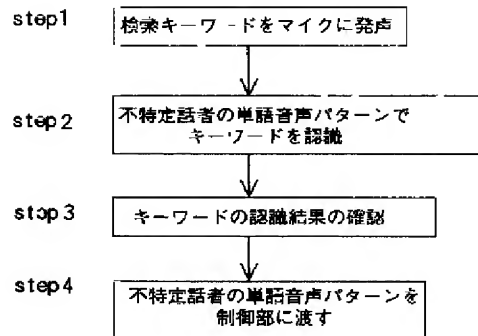 step1
検索キーワードをマイクに発声
step2
不特定話者の単語音声パターンで
キーワードを認識
step3
キーワードの認識結果の確認
step4
不特定話者の単語音声パターンを
制御部に渡す